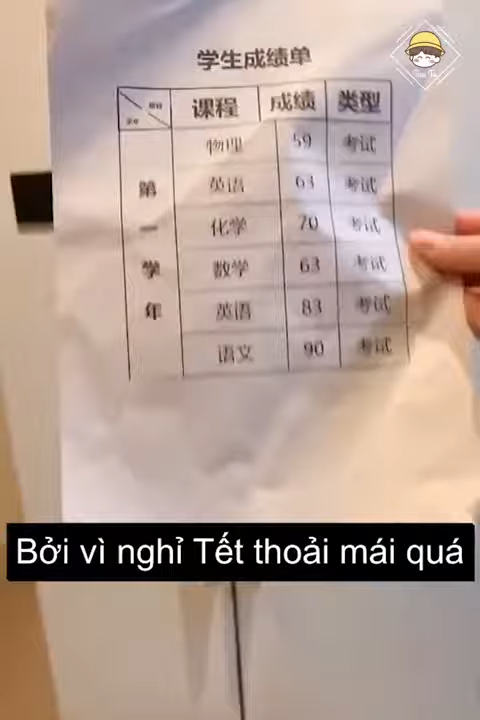 学生成绩单
课程 成绩 类型
第一学年
物理 59 考试
英语 63 考试
化学 70 考试
数学 63 考试
英语 83 考试
语文 90 考试
Bởi vì nghỉ Tết thoải mái quá